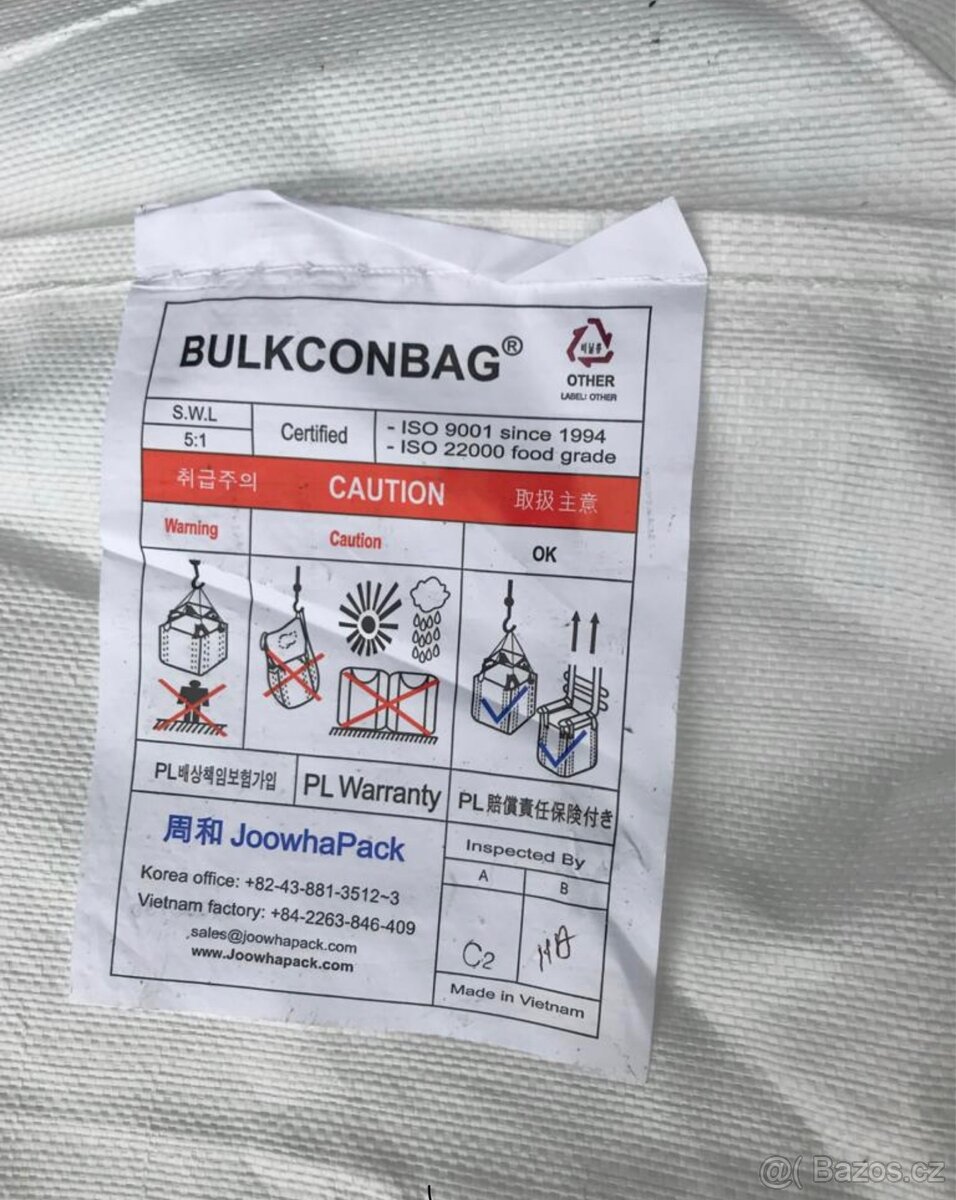 BULKCONBAG®
비닐류
OTHER
LABEL: OTHER
S.W.L
5:1
Certified
- ISO 9001 since 1994
- ISO 22000 food grade
취급주의 CAUTION 取扱主意
Warning
Caution
OK
PL배상책임보험가입
PL Warranty
PL 賠償責任保険付き
周和 JoowhaPack
Korea office: +82-43-881-3512~3
Vietnam factory: +84-2263-846-409
sales@joowhapack.com
www.Joowhapack.com
Inspected By
A
B
C2
Made in Vietnam
@( Bazos.cz